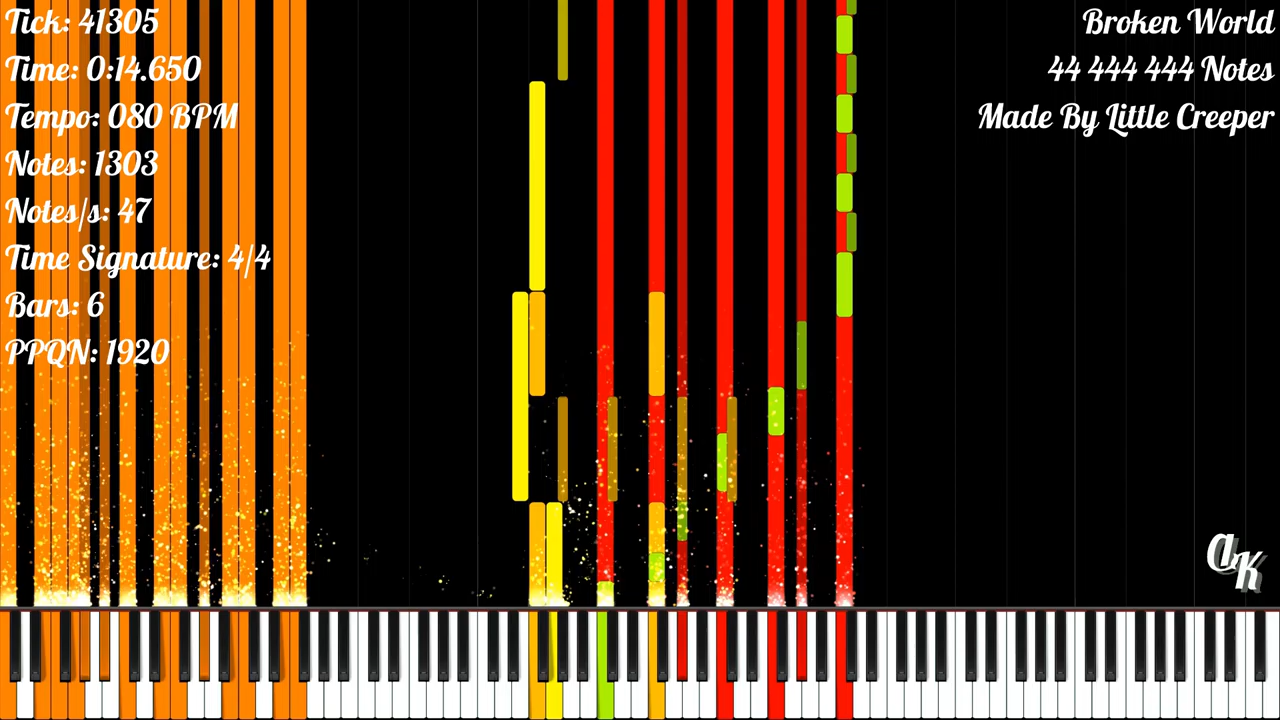 Tick: 41305
Time: 0:14.650
Tempo: 080 BPM
Notes: 1303
Notes/s: 47
Time Signature: 4/4
Bars: 6
PPQN: 1920
Broken World
44 444 444 Notes
Made By Little Creeper
aK